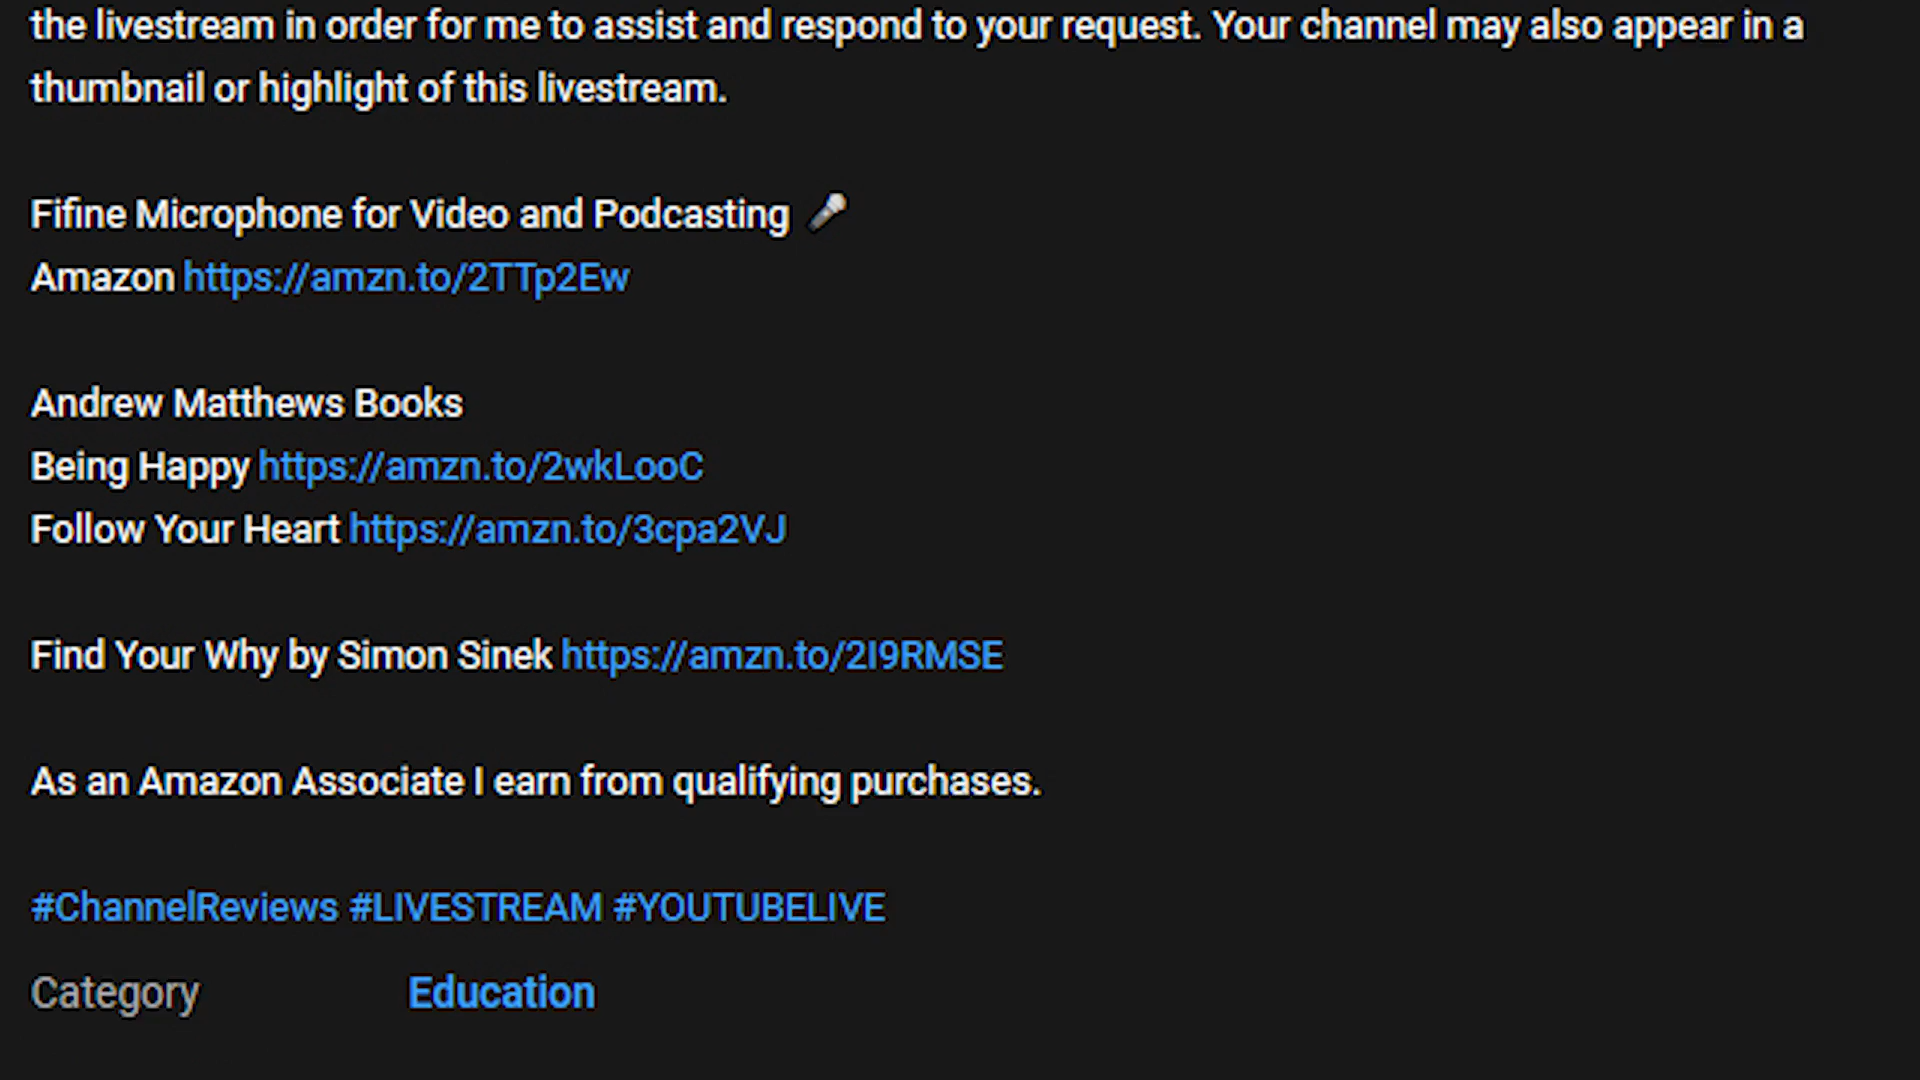 the livestream in order for me to assist and respond to your request. Your channel may also appear in a
thumbnail or highlight of this livestream.
Fifine Microphone for Video and Podcasting 🎤
Amazon https://amzn.to/2TTp2Ew
Andrew Matthews Books
Being Happy https://amzn.to/2wkLooC
Follow Your Heart https://amzn.to/3cpa2VJ
Find Your Why by Simon Sinek https://amzn.to/2I9RMSE
As an Amazon Associate I earn from qualifying purchases.
#ChannelReviews #LIVESTREAM #YOUTUBELIVE
Category Education